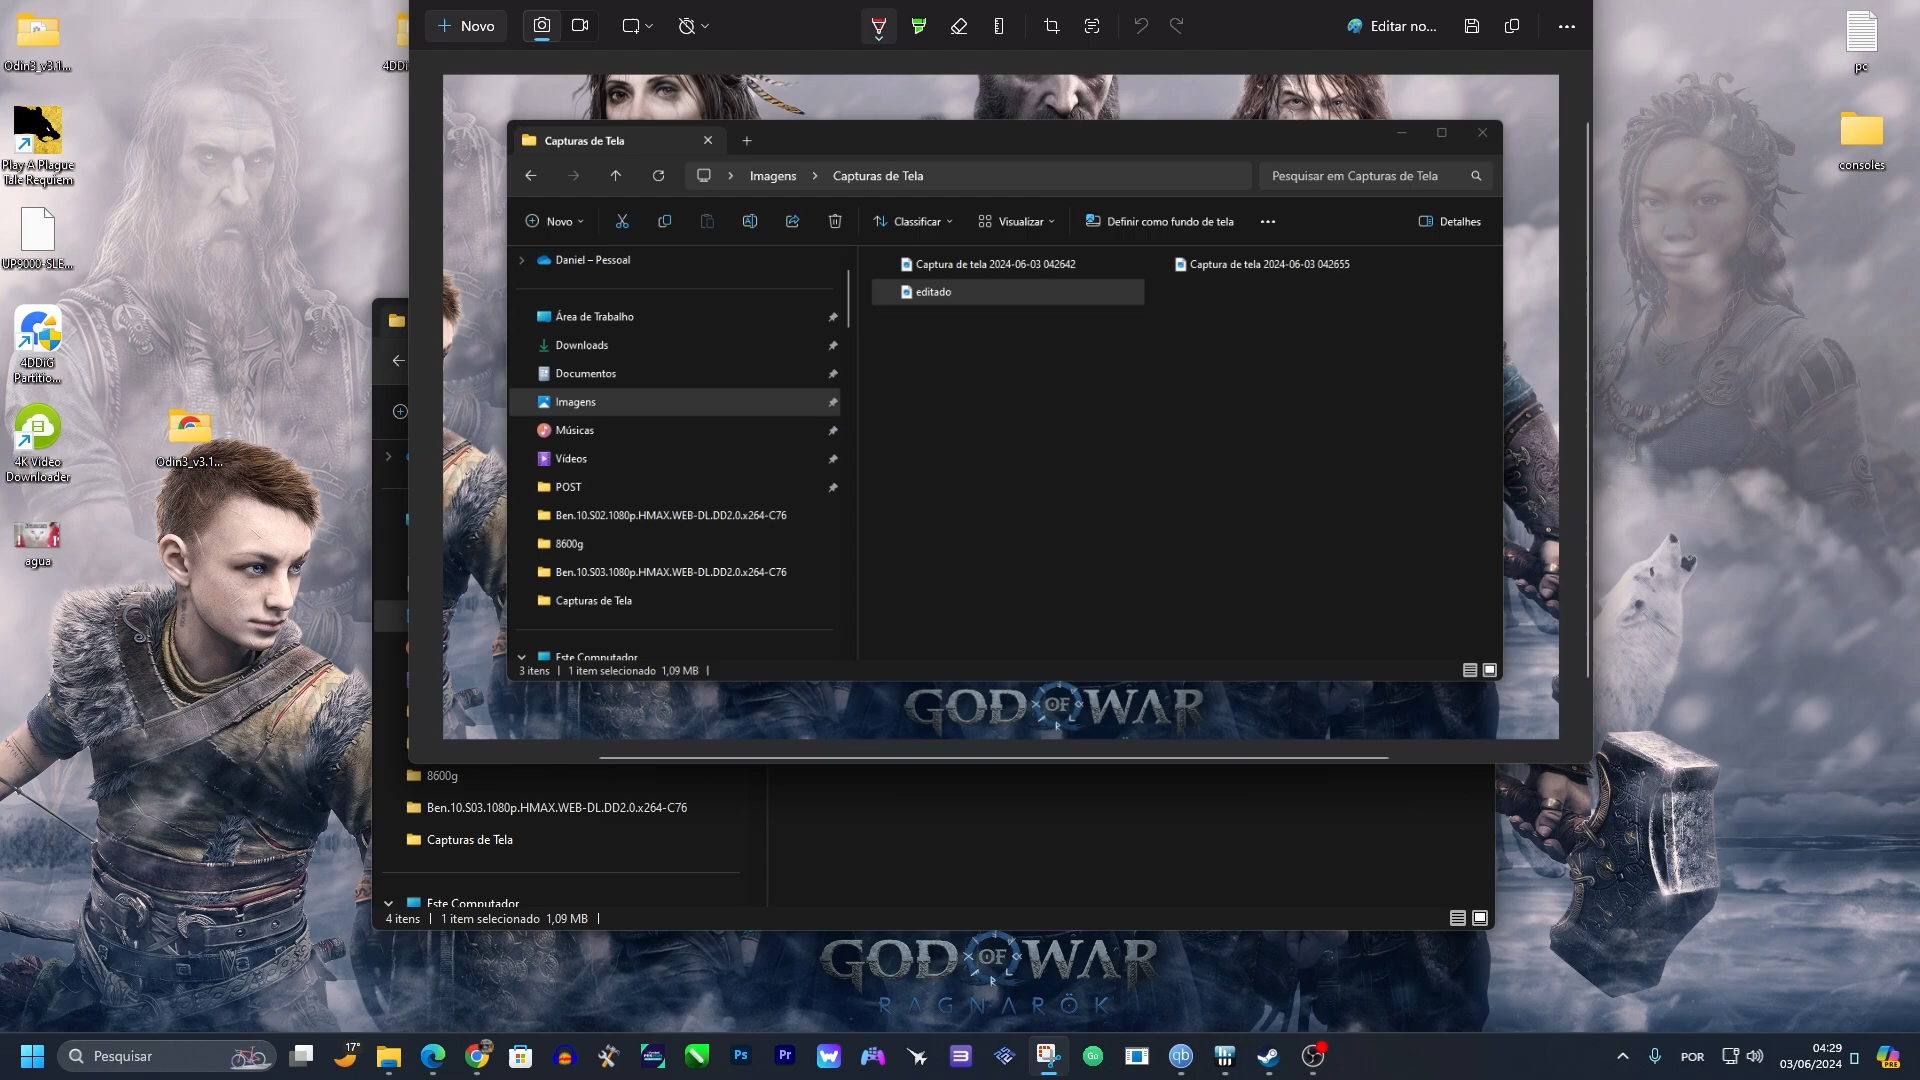 Odin3_v3.1...
Play A Plague
Tale Requiem
UP9000-SLE...
4DDiG
Partitio...
4K Video
Downloader
agua
Odin3_v3.1...
4DDi
pc
consoles
Novo
Editar no...
Capturas de Tela
Imagens
Capturas de Tela
Pesquisar em Capturas de Tela
Novo
Classificar
Visualizar
Definir como fundo de tela
Detalhes
Daniel – Pessoal
Área de Trabalho
Downloads
Documentos
Imagens
Músicas
Vídeos
POST
Ben.10.S02.1080p.HMAX.WEB-DL.DD2.0.x264-C76
8600g
Ben.10.S03.1080p.HMAX.WEB-DL.DD2.0.x264-C76
Capturas de Tela
Este Computador
Captura de tela 2024-06-03 042642
Captura de tela 2024-06-03 042655
editado
3 itens
1 item selecionado 1,09 MB
GOD OF WAR
8600g
Ben.10.S03.1080p.HMAX.WEB-DL.DD2.0.x264-C76
Capturas de Tela
Este Computador
4 itens
1 item selecionado 1,09 MB
GOD OF WAR
RAGNARÖK
Pesquisar
17°
Ps
Pr
Go
qb
POR
04:29
03/06/2024
PRE